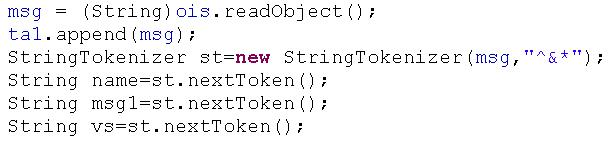 msg = (String)ois.readObject();
ta1.append(msg);
StringTokenizer st=new StringTokenizer(msg,"^&*");
String name=st.nextToken();
String msg1=st.nextToken();
String vs=st.nextToken();